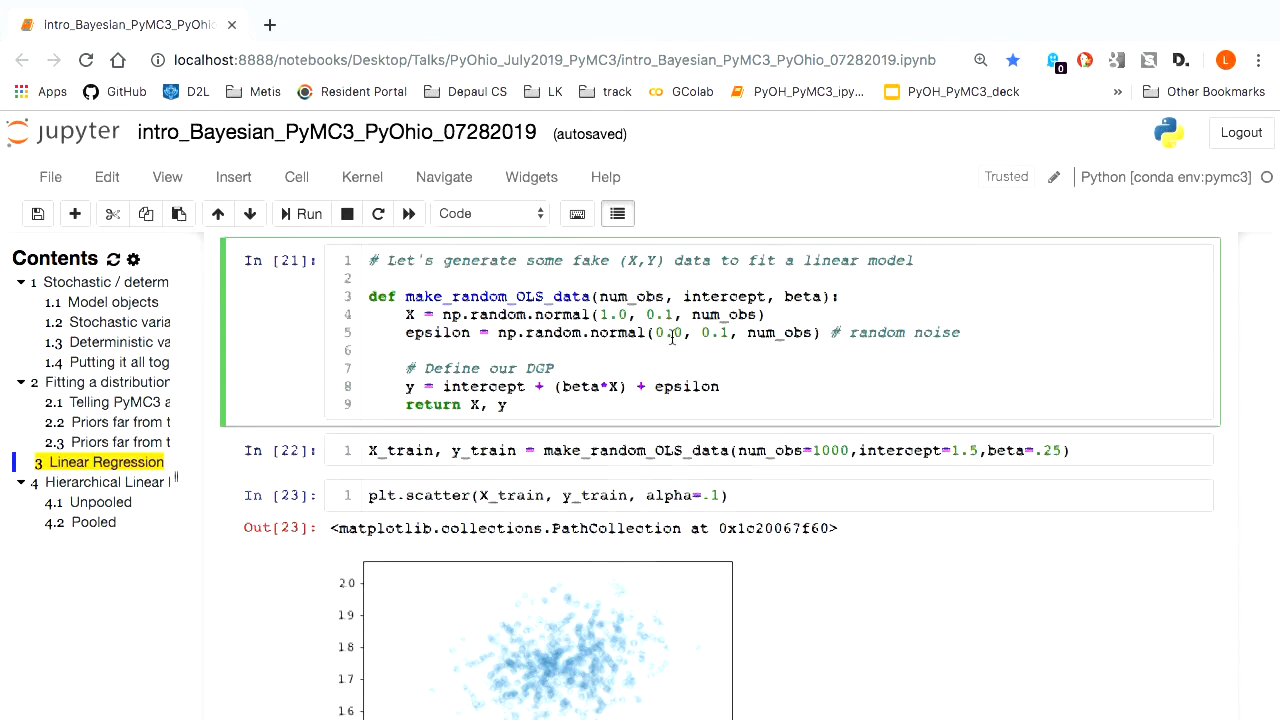 intro_Bayesian_PyMC3_PyOhio
localhost:8888/notebooks/Desktop/Talks/PyOhio_July2019_PyMC3/intro_Bayesian_PyMC3_PyOhio_07282019.ipynb
0
D.
L
Apps GitHub D2L Metis Resident Portal Depaul CS LK track GColab PyOH_PyMC3_ipy... PyOH_PyMC3_deck » Other Bookmarks
jupyter intro_Bayesian_PyMC3_PyOhio_07282019 (autosaved) Logout
File Edit View Insert Cell Kernel Navigate Widgets Help Trusted Python [conda env:pymc3]
Run Code
Contents
1 Stochastic / determ
1.1 Model objects
1.2 Stochastic varia
1.3 Deterministic va
1.4 Putting it all tog
2 Fitting a distribution
2.1 Telling PyMC3 a
2.2 Priors far from t
2.3 Priors far from t
3 Linear Regression
4 Hierarchical Linear
4.1 Unpooled
4.2 Pooled
In [21]:
1 # Let's generate some fake (X,Y) data to fit a linear model
2
3 def make_random_OLS_data(num_obs, intercept, beta):
4 X = np.random.normal(1.0, 0.1, num_obs)
5 epsilon = np.random.normal(0.0, 0.1, num_obs) # random noise
6
7 # Define our DGP
8 y = intercept + (beta*X) + epsilon
9 return X, y
In [22]: 1 X_train, y_train = make_random_OLS_data(num_obs=1000,intercept=1.5,beta=.25)
In [23]: 1 plt.scatter(X_train, y_train, alpha=.1)
Out[23]: <matplotlib.collections.PathCollection at 0x1c20067f60>
2.0
1.9
1.8
1.7
1.6